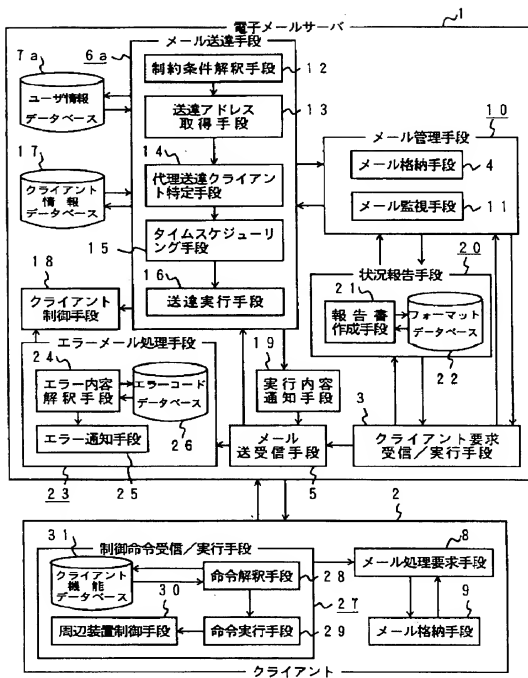 電子メールサーバ
1
メール送達手段
7a
6a
ユーザ情報
データベース
制約条件解釈手段
12
送達アドレス
取得手段
13
17
クライアント
情報
データベース
14
代理送達クライアント
特定手段
15
タイムスケジューリ
ング手段
16
送達実行手段
メール管理手段
10
メール格納手段
4
メール監視手段
11
18
クライアント
制御手段
状況報告手段
20
21
報告書
作成手段
フォーマット
データベース
22
エラーメール処理手段
24
エラー内容
解釈手段
エラーコード
データベース
26
エラー通知手段
23
25
19
実行内容
通知手段
メール
送受信手段
5
3
クライアント要求
受信/実行手段
2
31
制御命令受信/実行手段
クライアント
機能
データベース
命令解釈手段
28
30
周辺装置制御手段
命令実行手段
29
27
8
メール処理要求手段
9
メール格納手段
クライアント